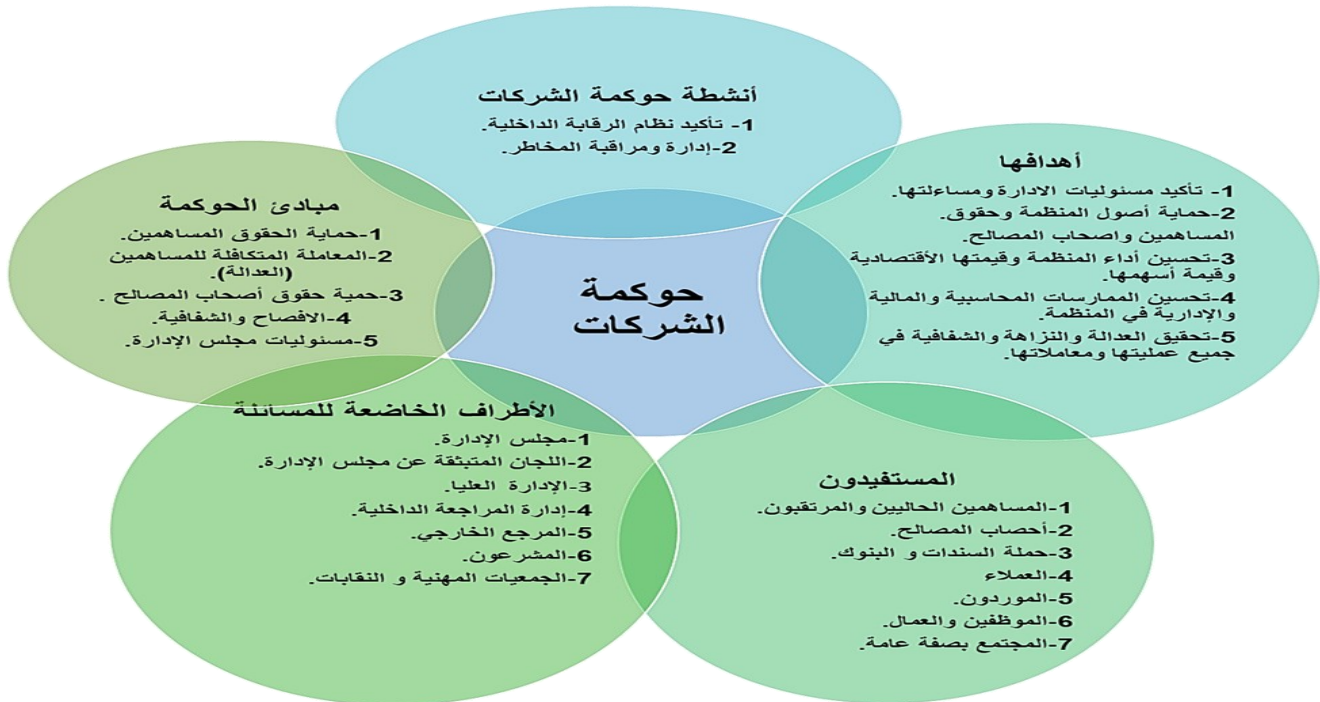 أنشطة حوكمة الشركات
1- تأكيد نظام الرقابة الداخلية.
2-إدارة ومراقبة المخاطر.
أهدافها
1- تأكيد مسئوليات الادارة ومساءلتها.
2-حماية أصول المنظمة وحقوق
المساهمين واصحاب المصالح.
3-تحسين أداء المنظمة وقيمتها الأقتصادية
وقيمة أسهمها.
4-تحسين الممارسات المحاسبية والمالية
والإدارية في المنظمة.
5-تحقيق العدالة والنزاهة والشفافية في
جميع عمليتها ومعاملاتها.
مبادئ الحوكمة
1-حماية الحقوق المساهمين.
2-المعاملة المتكافلة للمساهمين
(العدالة).
3-حمية حقوق أصحاب المصالح .
4-الافصاح والشفافية.
5-مسئوليات مجلس الإدارة.
حوكمة
الشركات
الأطراف الخاضعة للمسائلة
1-مجلس الإدارة.
2-اللجان المتبثقة عن مجلس الإدارة.
3-الإدارة العليا.
4-إدارة المراجعة الداخلية.
5-المرجع الخارجي.
6-المشرعون.
7-الجمعيات المهنية و النقابات.
المستفيدون
1-المساهمين الحاليين والمرتقبون.
2-أحصاب المصالح.
3-حملة السندات و البنوك.
4-العملاء
5-الموردون.
6-الموظفين والعمال.
7-المجتمع بصفة عامة.